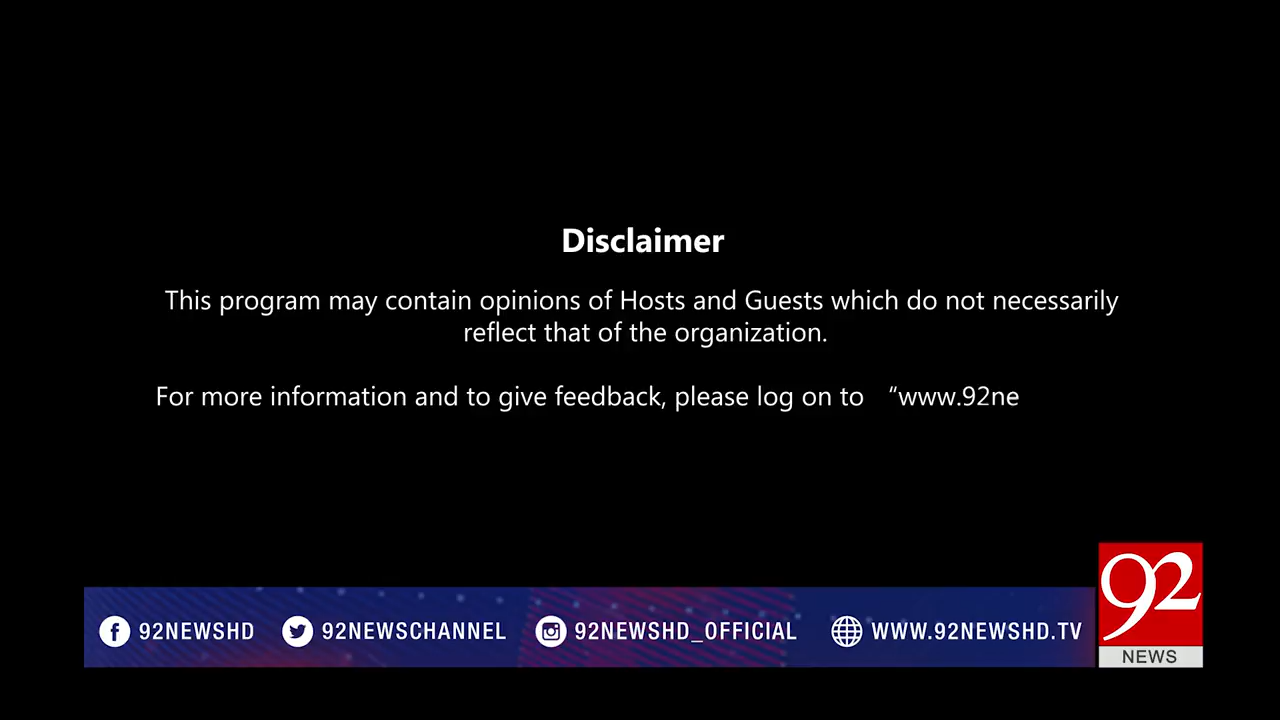 Disclaimer
This program may contain opinions of Hosts and Guests which do not necessarily
reflect that of the organization.
For more information and to give feedback, please log on to “www.92ne
92NEWSHD 92NEWSCHANNEL 92NEWSHD_OFFICIAL WWW.92NEWSHD.TV
92
NEWS